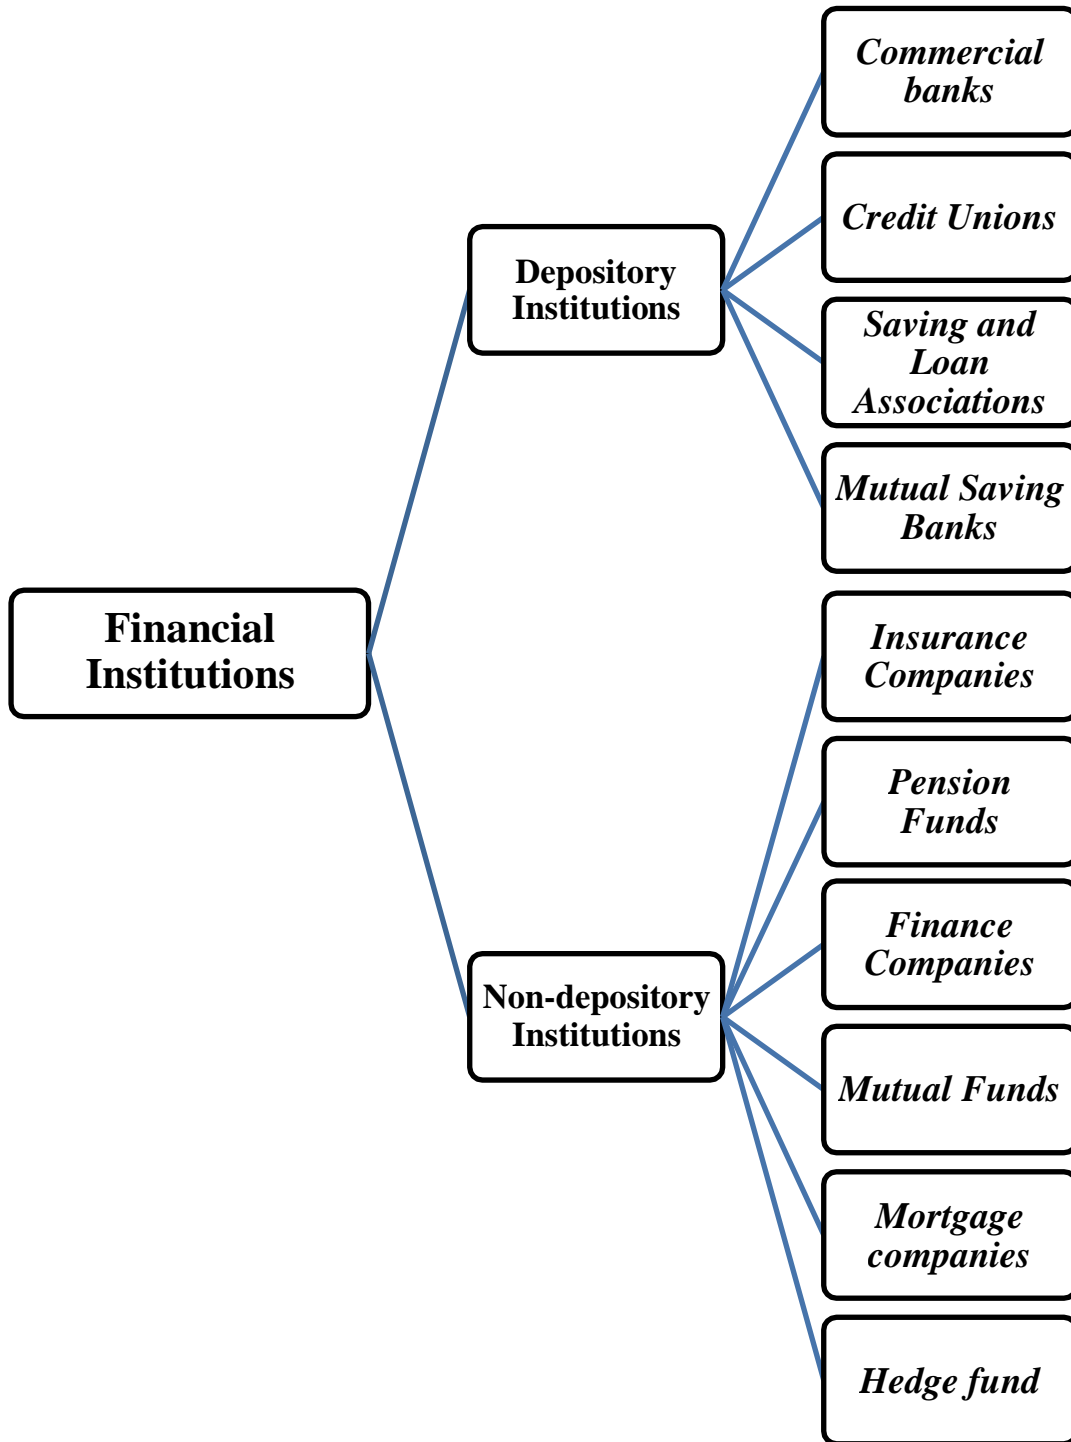 Commercial
banks
Credit Unions
Depository
Institutions
Saving and
Loan
Associations
Mutual Saving
Banks
Financial
Institutions
Insurance
Companies
Pension
Funds
Finance
Companies
Non-depository
Institutions
Mutual Funds
Mortgage
companies
Hedge fund